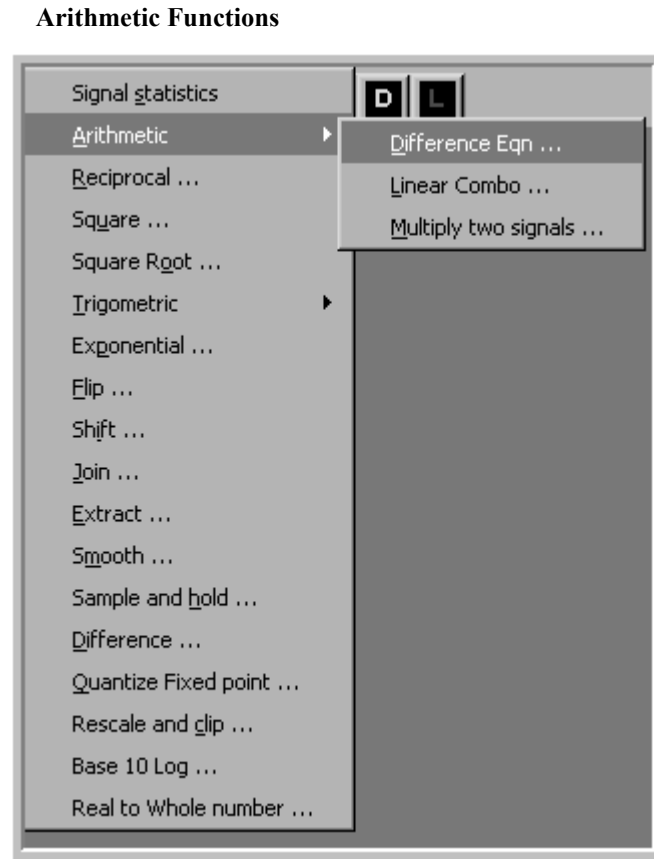 Arithmetic Functions
Signal statistics
D L
Arithmetic
Difference Eqn ...
Reciprocal ...
Linear Combo ...
Square ...
Multiply two signals ...
Square Root ...
Trigometric
Exponential ...
Flip ...
Shift ...
Join ...
Extract ...
Smooth ...
Sample and hold ...
Difference ...
Quantize Fixed point ...
Rescale and clip ...
Base 10 Log ...
Real to Whole number ...